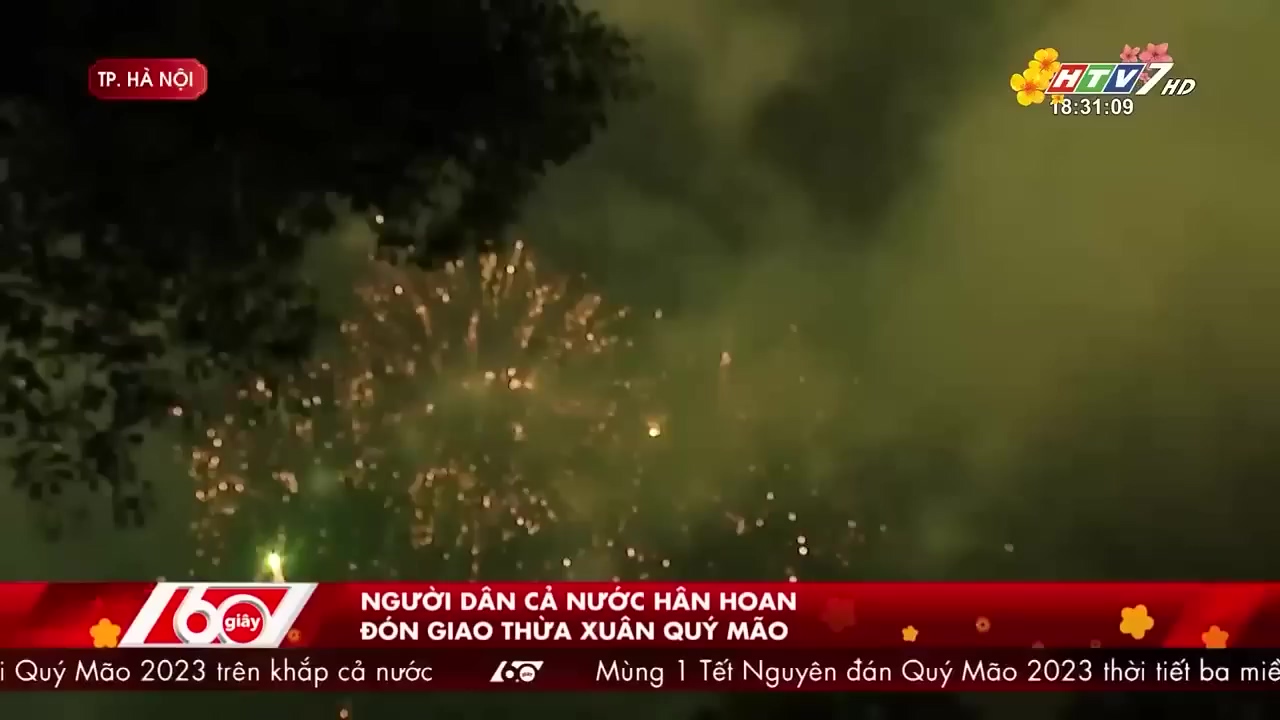 TP. HÀ NỘI
HTV7 HD
18:31:09
60 giây
NGƯỜI DÂN CẢ NƯỚC HÂN HOAN
ĐÓN GIAO THỪA XUÂN QUÝ MÃO
i Quý Mão 2023 trên khắp cả nước 60 giây Mùng 1 Tết Nguyên đán Quý Mão 2023 thời tiết ba miề